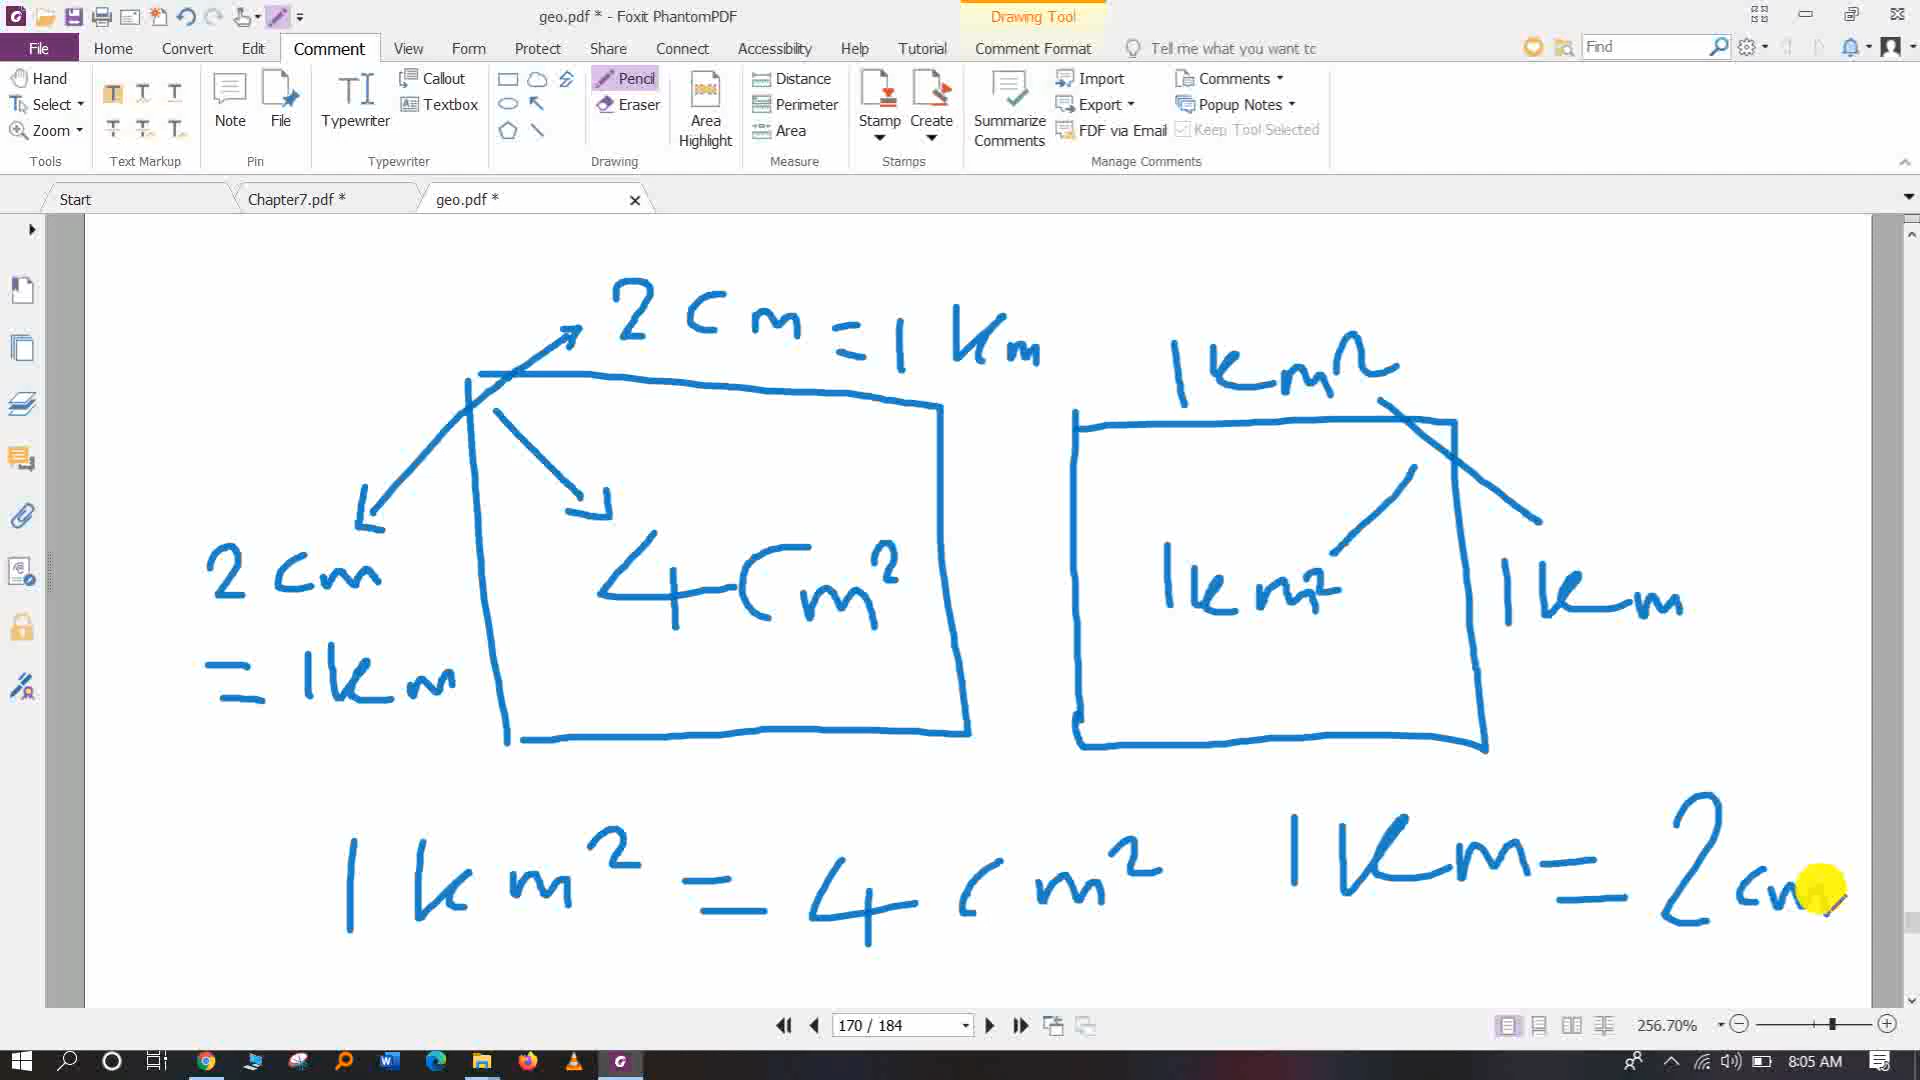 geo.pdf * - Foxit PhantomPDF
Drawing Tool
File Home Convert Edit Comment View Form Protect Share Connect Accessibility Help Tutorial Comment Format Tell me what you want to Find
Hand
Select
Zoom
Tools
Text Markup
Note
File
Pin
Typewriter
Callout
Textbox
Typewriter
Pencil
Eraser
Drawing
Area Highlight
Distance
Perimeter
Area
Measure
Stamp
Create
Stamps
Summarize Comments
Import
Export
FDF via Email
Comments
Popup Notes
Keep Tool Selected
Manage Comments
Start Chapter7.pdf * geo.pdf *
2 cm = 1 km
1 km²
2 cm
= 1 km
4 cm²
1 km²
1 km
1 km² = 4 cm²
1 km = 2 cm
170 / 184
256.70%
8:05 AM